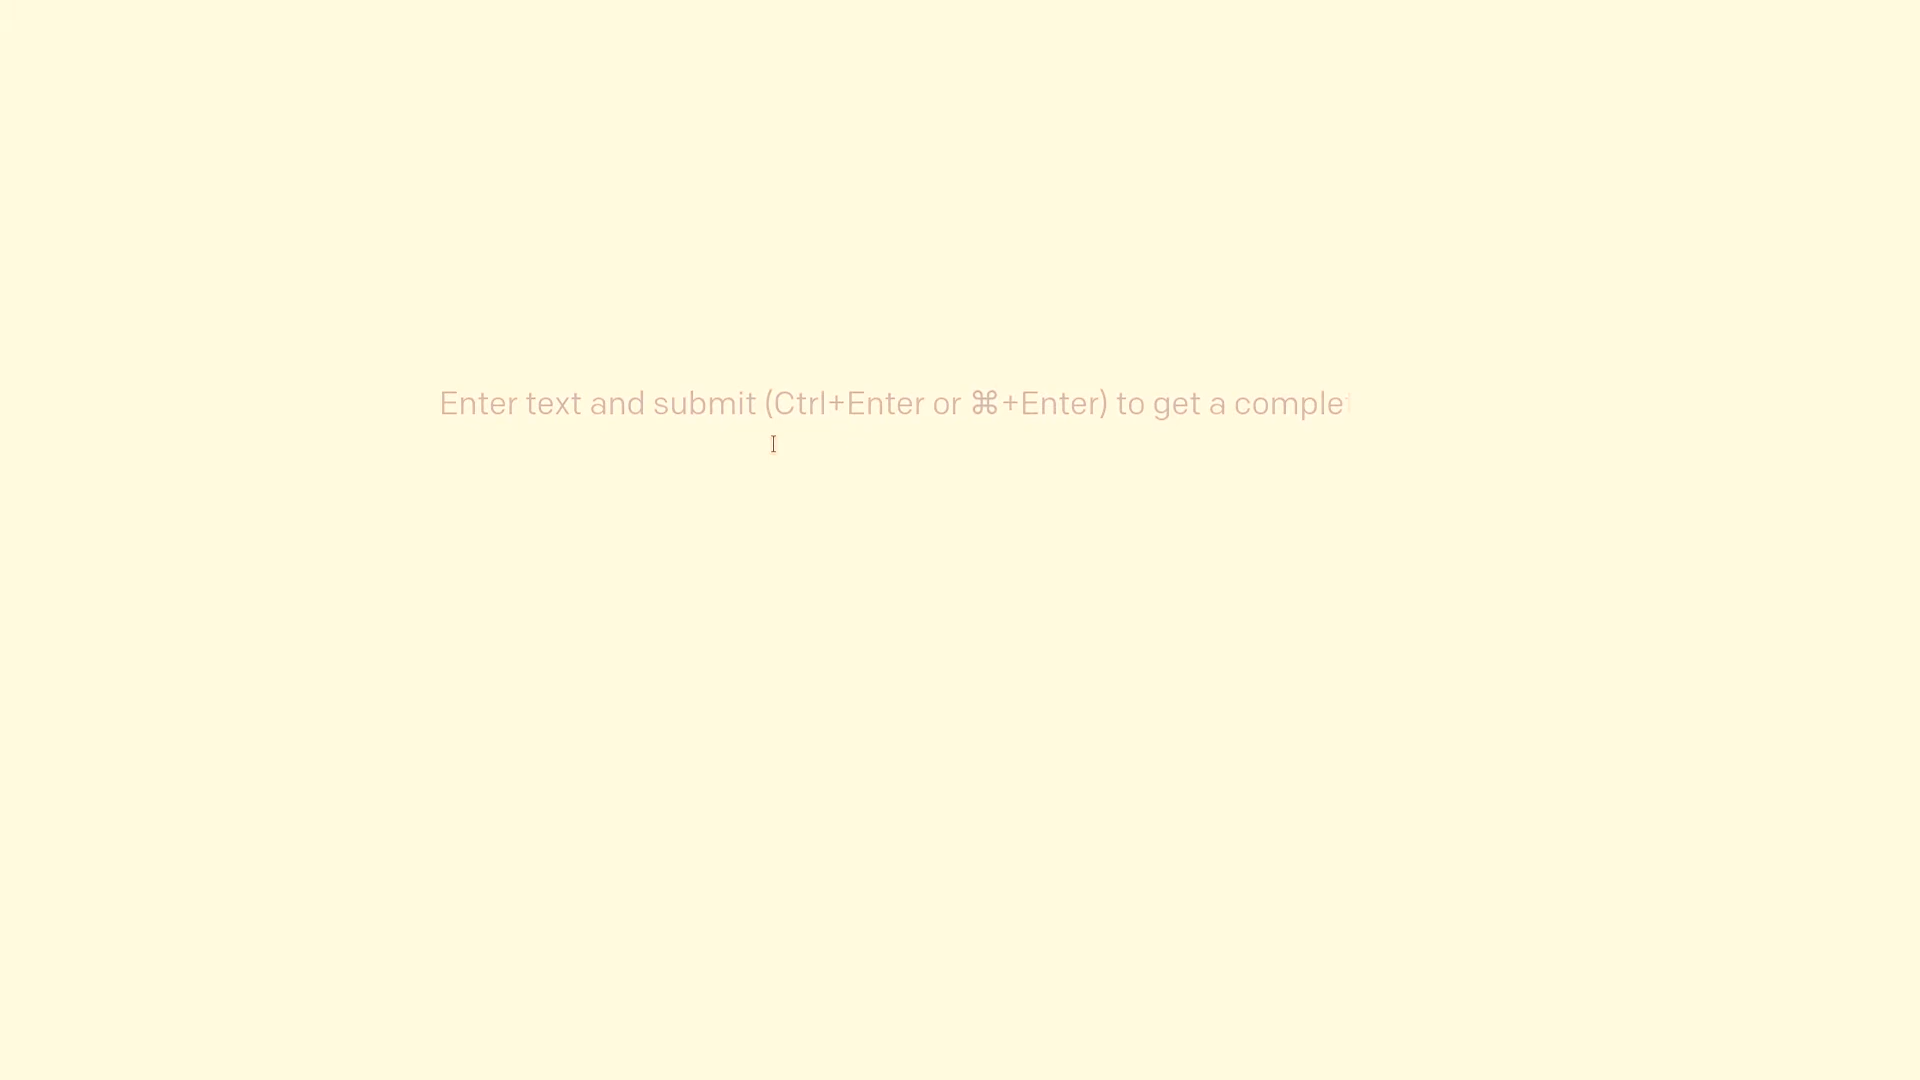 Enter text and submit (Ctrl+Enter or ⌘+Enter) to get a comple